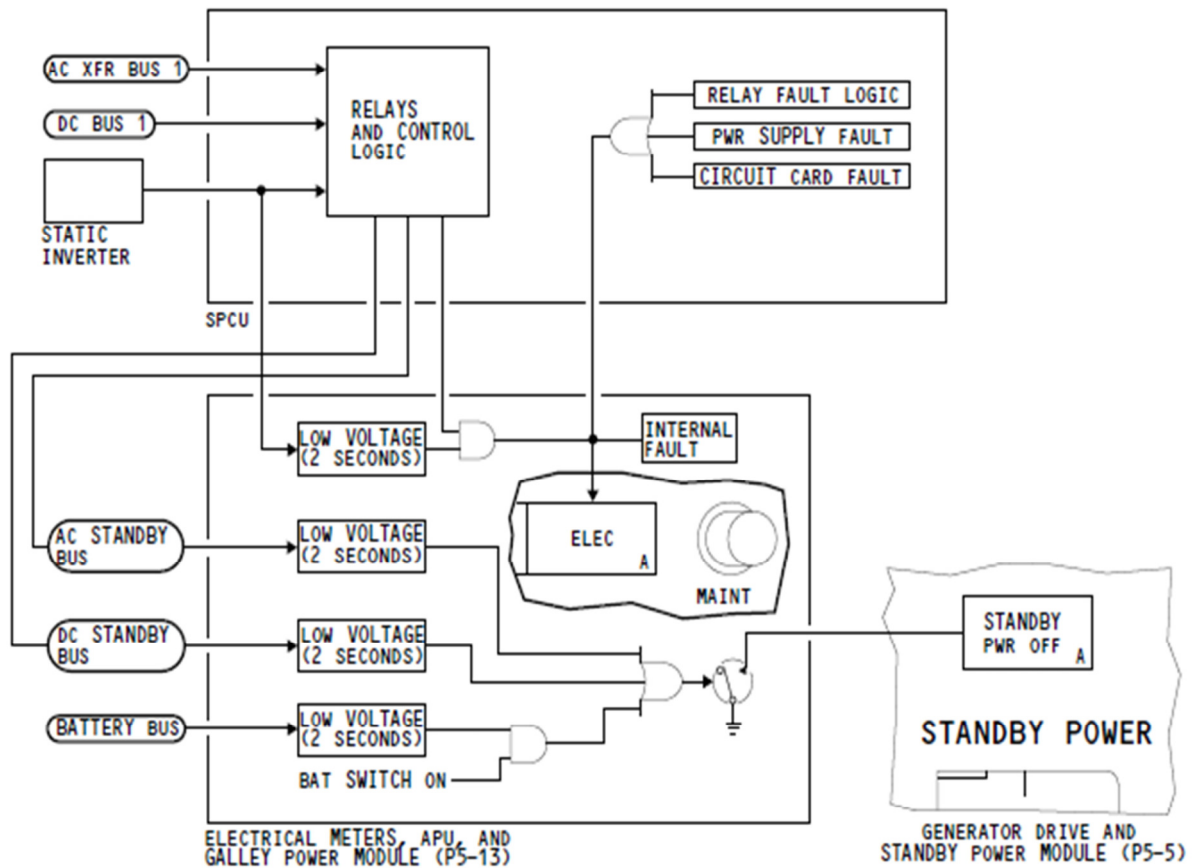 AC XFR BUS 1
DC BUS 1
STATIC
INVERTER
RELAYS
AND CONTROL
LOGIC
RELAY FAULT LOGIC
PWR SUPPLY FAULT
CIRCUIT CARD FAULT
SPCU
LOW VOLTAGE
(2 SECONDS)
INTERNAL
FAULT
AC STANDBY
BUS
LOW VOLTAGE
(2 SECONDS)
ELEC
A
MAINT
DC STANDBY
BUS
LOW VOLTAGE
(2 SECONDS)
BATTERY BUS
LOW VOLTAGE
(2 SECONDS)
BAT SWITCH ON
STANDBY
PWR OFF
A
STANDBY POWER
ELECTRICAL METERS, APU, AND
GALLEY POWER MODULE (P5-13)
GENERATOR DRIVE AND
STANDBY POWER MODULE (P5-5)